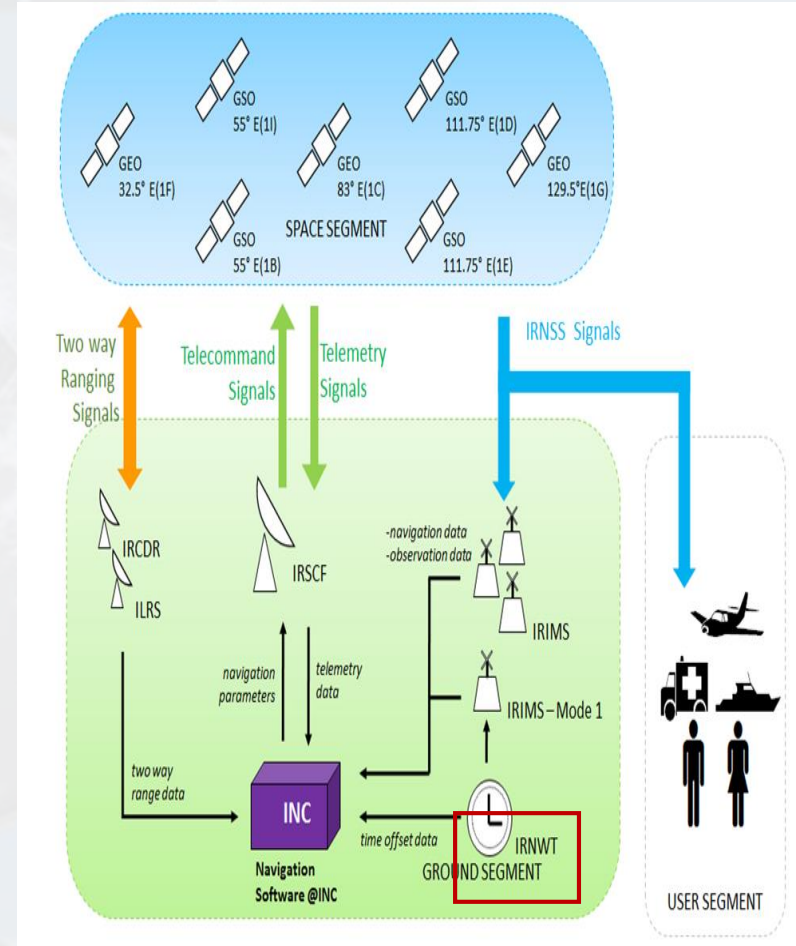 GSO
55° E(1I)
GSO
111.75° E(1D)
GEO
32.5° E(1F)
GEO
83° E(1C)
GEO
129.5°E(1G)
SPACE SEGMENT
GSO
55° E(1B)
GSO
111.75° E(1E)
Two way
Ranging
Signals
Telecommand
Signals
Telemetry
Signals
IRNSS Signals
IRCDR
ILRS
IRSCF
-navigation data
-observation data
IRIMS
navigation
parameters
telemetry
data
IRIMS – Mode 1
two way
range data
INC
time offset data
IRNWT
Navigation
Software @INC
GROUND SEGMENT
USER SEGMENT